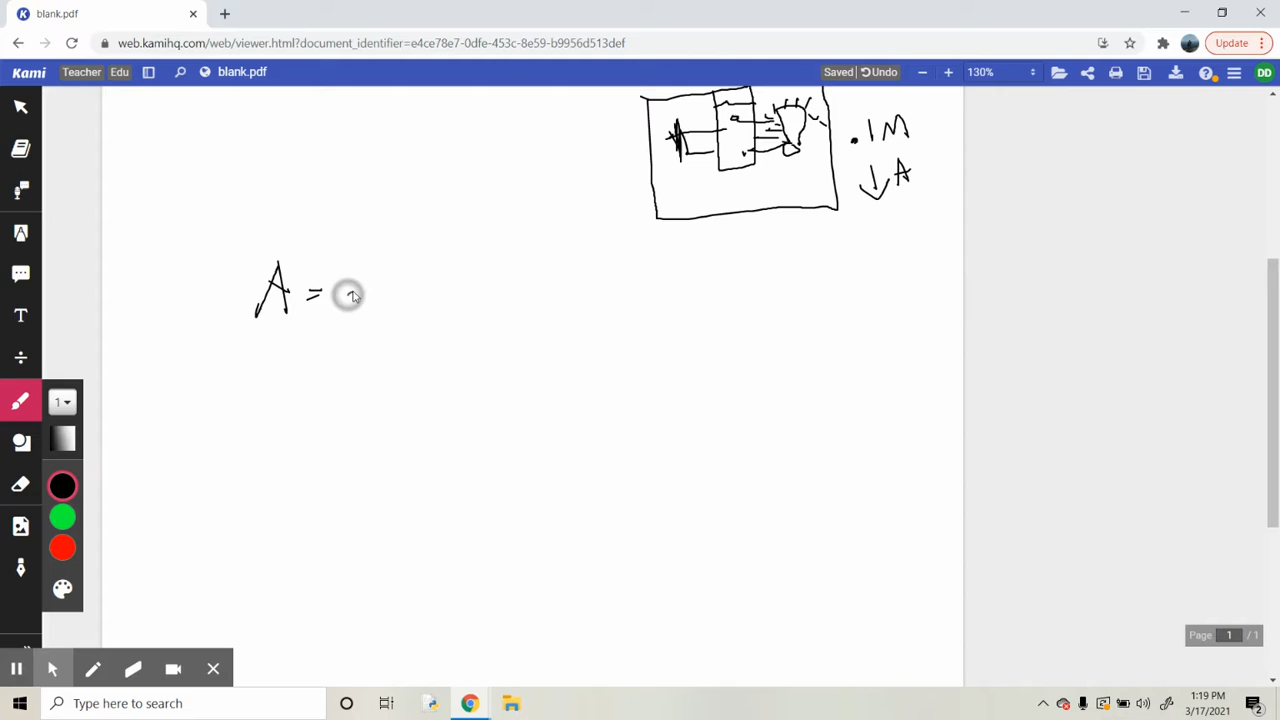 blank.pdf
web.kamihq.com/web/viewer.html?document_identifier=e4ce78e7-0dfe-453c-8e59-b9956d513def
Update
DD
Kami Teacher Edu blank.pdf Saved Undo 130%
.1M
↓ A
A =
1
Page 1 / 1
Type here to search
1:19 PM
3/17/2021
2